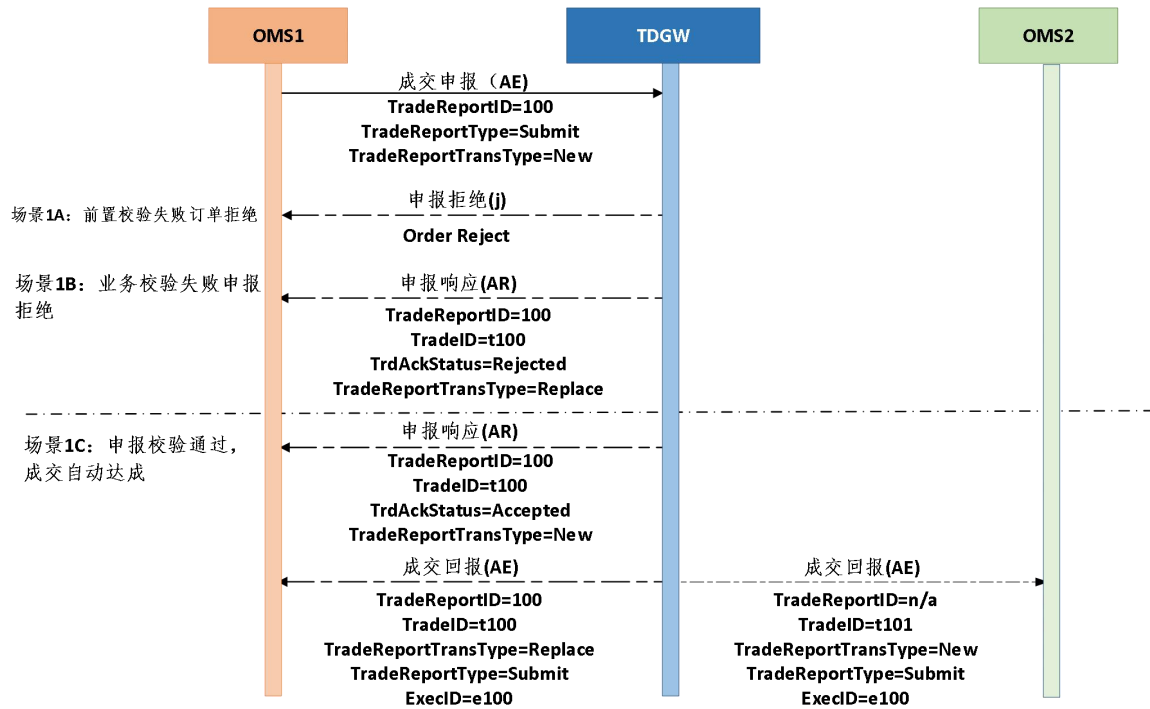 OMS1
TDGW
OMS2
成交申报（AE)
TradeReportID=100
TradeReportType=Submit
TradeReportTransType=New
场景1A：前置校验失败订单拒绝
申报拒绝(j)
Order Reject
场景1B：业务校验失败申报
拒绝
申报响应(AR)
TradeReportID=100
TradeID=t100
TrdAckStatus=Rejected
TradeReportTransType=Replace
场景1C：申报校验通过，
成交自动达成
申报响应(AR)
TradeReportID=100
TradeID=t100
TrdAckStatus=Accepted
TradeReportTransType=New
成交回报(AE)
TradeReportID=100
TradeID=t100
TradeReportTransType=Replace
TradeReportType=Submit
ExecID=e100
成交回报(AE)
TradeReportID=n/a
TradeID=t101
TradeReportTransType=New
TradeReportType=Submit
ExecID=e100